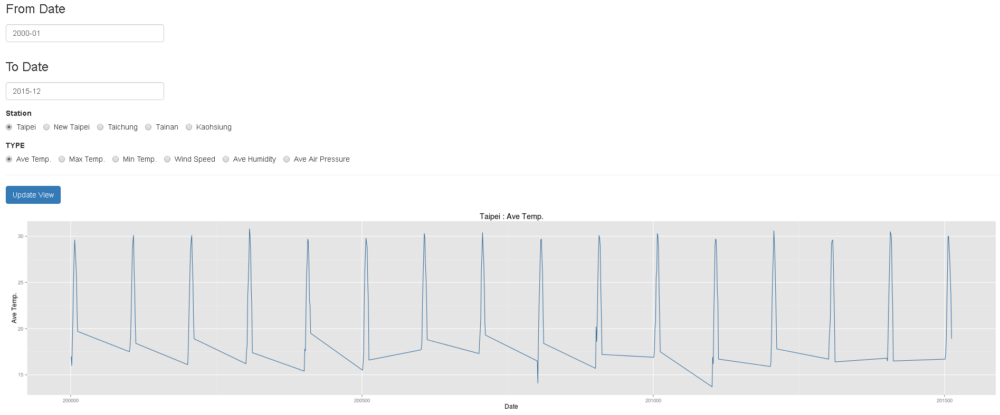 From Date
2000-01
To Date
2015-12
Station
Taipei New Taipei Taichung Tainan Kaohsiung
TYPE
Ave Temp. Max Temp. Min Temp. Wind Speed Ave Humidity Ave Air Pressure
Update View
Taipei : Ave Temp.
30
25
20
15
Ave Temp.
200000 200500 201000 201500
Date